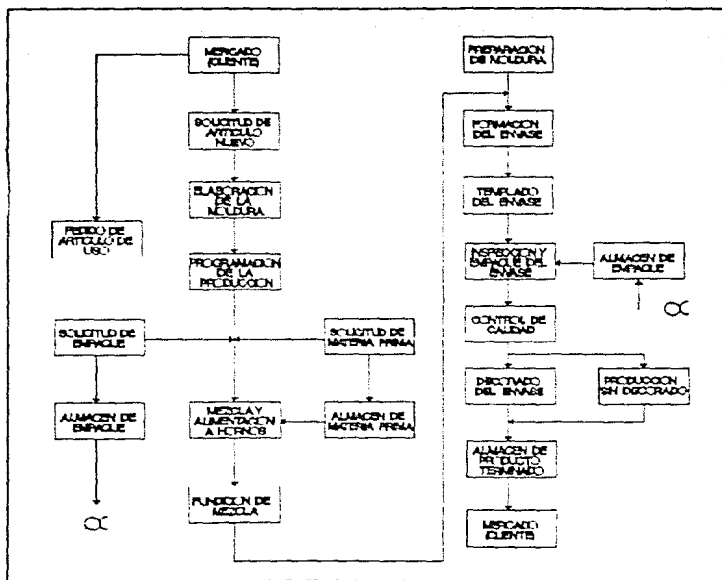 MERCADO
(CLIENTE)
SOLICITUD DE
ARTICULO
NUEVO
ELABORACION
DE LA
MOLDURA
PEDIDO DE
ARTICULO DE
USO
PROGRAMACION
DE LA
PRODUCCION
SOLICITUD DE
EMPAQUE
SOLICITUD DE
MATERIA PRIMA
ALMACEN DE
EMPAQUE
MEZCLA Y
ALIMENTACION
A HORNOS
ALMACEN DE
MATERIA PRIMA
FUNDICION DE
MEZCLA
∝
PREPARACION
DE MOLDURA
FORMACION
DEL ENVASE
TEMPLADO
DEL ENVASE
INSPECCION Y
EMPAQUE DEL
ENVASE
ALMACEN DE
EMPAQUE
∝
CONTROL DE
CALIDAD
DECORADO
DEL ENVASE
PRODUCCION
SIN DECORADO
ALMACEN DE
PRODUCTO
TERMINADO
MERCADO
(CLIENTE)